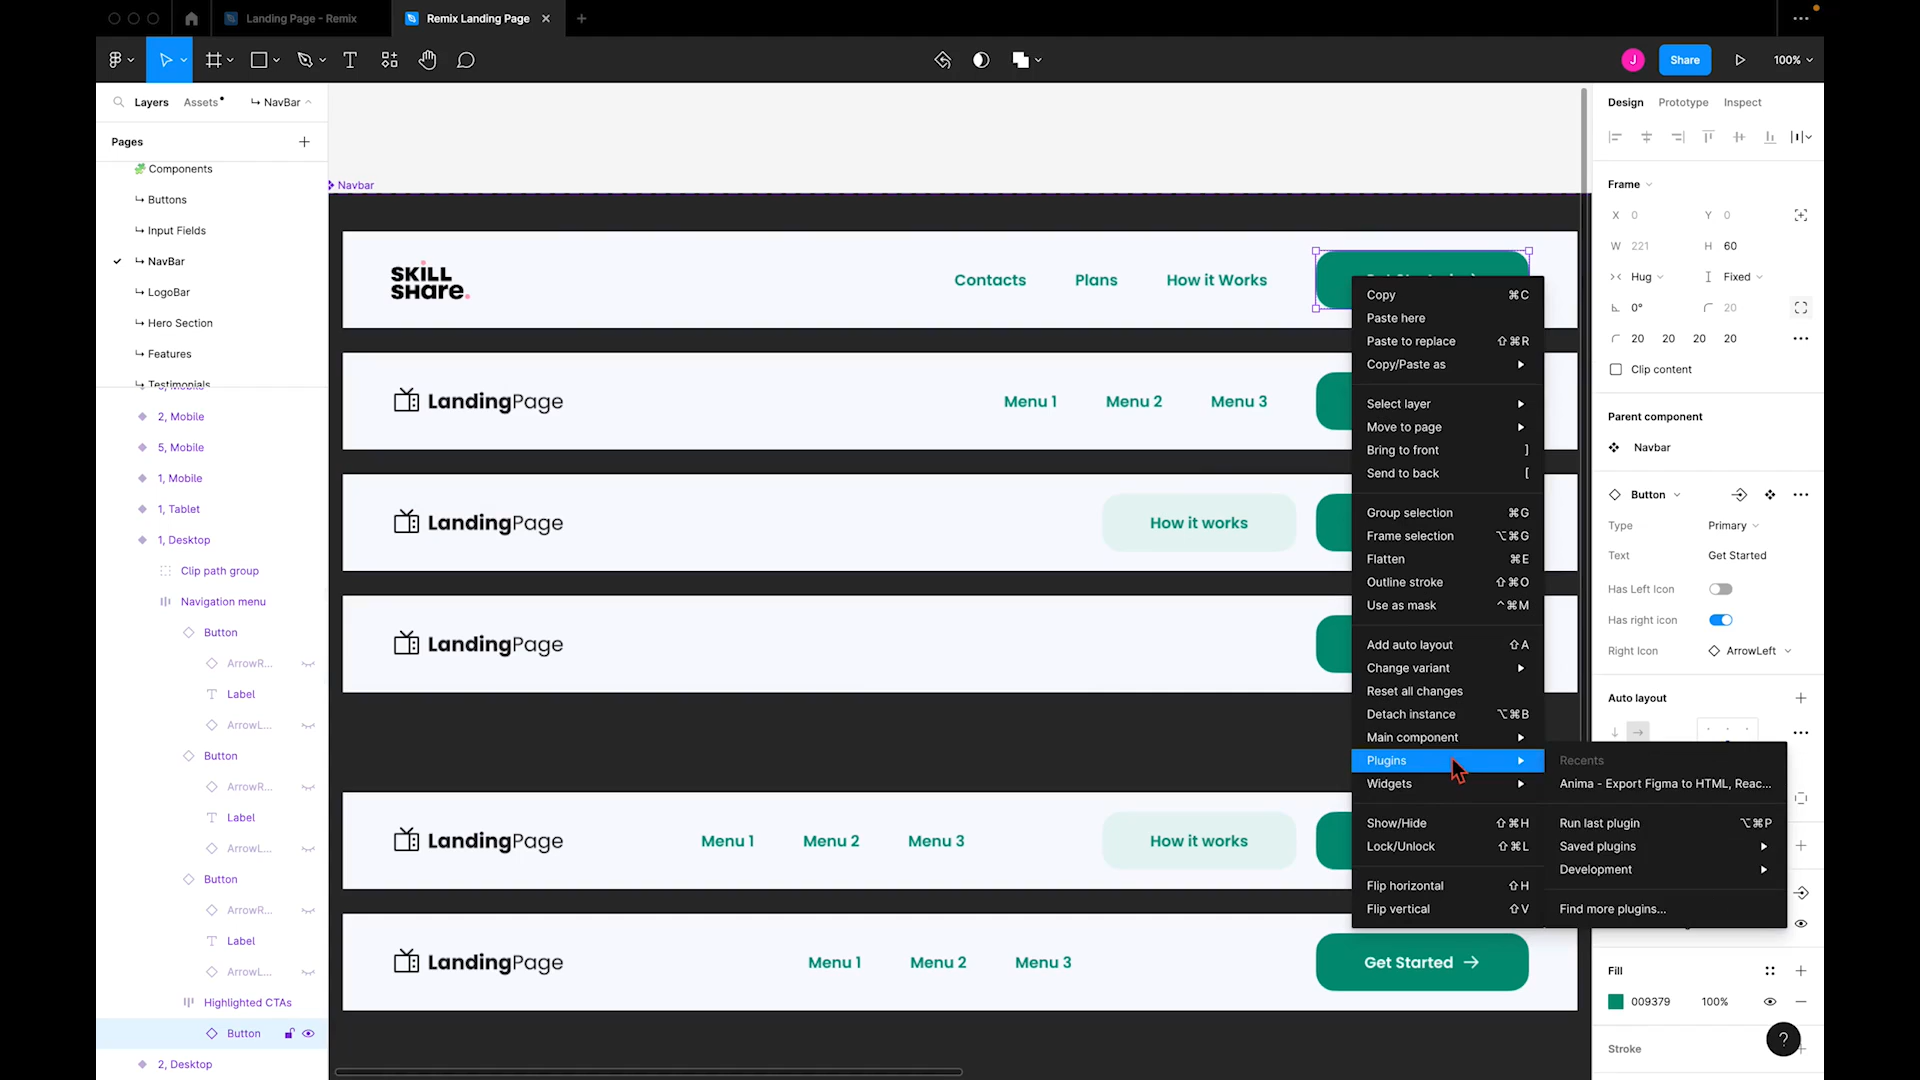 Landing Page - Remix
Remix Landing Page
J
Share
100%
Layers
Assets
NavBar
Pages
Components
Buttons
Input Fields
NavBar
LogoBar
Hero Section
Features
Testimonials
2, Mobile
5, Mobile
1, Mobile
1, Tablet
1, Desktop
Clip path group
Navigation menu
Button
ArrowR...
Label
ArrowL...
Button
ArrowR...
Label
ArrowL...
Button
ArrowR...
Label
ArrowL...
Highlighted CTAs
Button
2, Desktop
Navbar
SKILL
SHARE.
Contacts
Plans
How it Works
LandingPage
Menu 1
Menu 2
Menu 3
LandingPage
How it works
LandingPage
LandingPage
Menu 1
Menu 2
Menu 3
How it works
LandingPage
Menu 1
Menu 2
Menu 3
Get Started
Copy ⌘C
Paste here
Paste to replace ⇧⌘R
Copy/Paste as
Select layer
Move to page
Bring to front ]
Send to back [
Group selection ⌘G
Frame selection ⌥⌘G
Flatten ⌘E
Outline stroke ⇧⌘O
Use as mask ^⌘M
Add auto layout ⇧A
Change variant
Reset all changes
Detach instance ⌥⌘B
Main component
Plugins
Widgets
Show/Hide ⇧⌘H
Lock/Unlock ⇧⌘L
Flip horizontal ⇧H
Flip vertical ⇧V
Recents
Anima - Export Figma to HTML, Reac...
Run last plugin ⌥⌘P
Saved plugins
Development
Find more plugins...
Design
Prototype
Inspect
Frame
X 0 Y 0
W 221 H 60
Hug Fixed
0° 20
20 20 20 20
Clip content
Parent component
Navbar
Button
Type Primary
Text Get Started
Has Left Icon
Has right icon
Right Icon ArrowLeft
Auto layout
Fill
009379 100%
Stroke
?